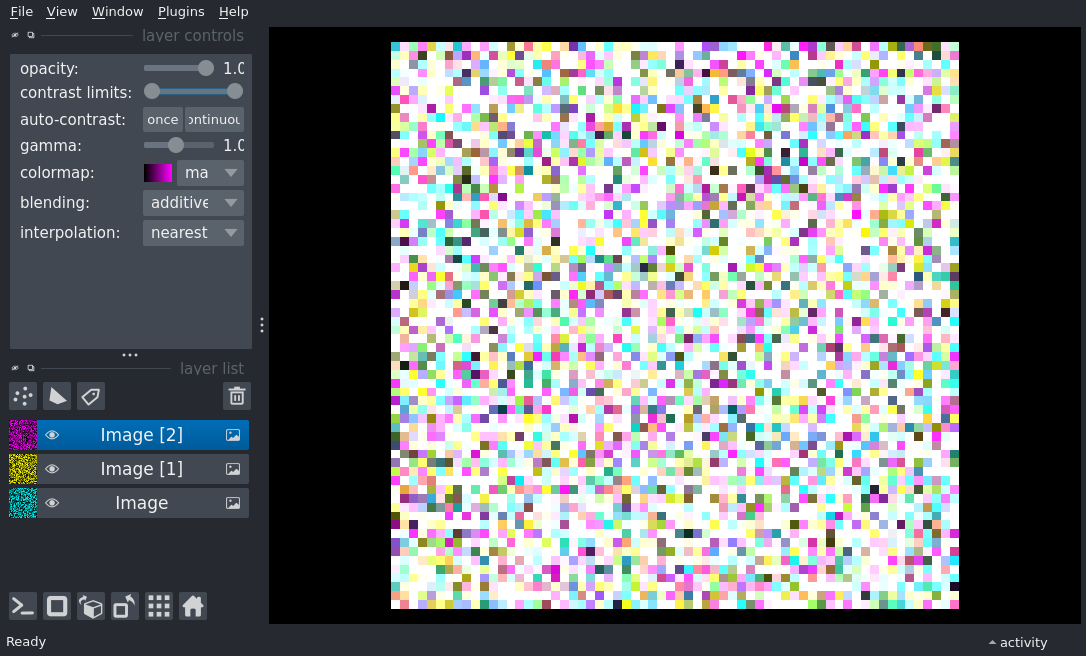 File View Window Plugins Help
layer controls
opacity: 1.0
contrast limits:
auto-contrast: once ontinuou
gamma: 1.0
colormap: ma
blending: additive
interpolation: nearest
layer list
Image [2]
Image [1]
Image
Ready activity